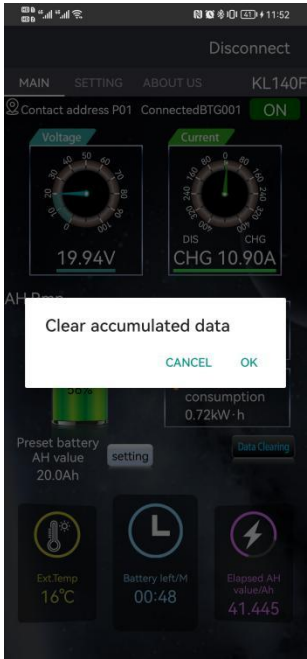 11:52
Disconnect
MAIN SETTING ABOUT US KL140F
Contact address P01 ConnectedBTG001 ON
Voltage Current
19.94V
DIS CHG
CHG 10.90A
Clear accumulated data
CANCEL OK
58%
consumption
0.72kW·h
Preset battery
AH value
20.0Ah
setting
Data Clearing
Ext.Temp
16°C
Battery left/M
00:48
Elapsed AH
value/Ah
41.445